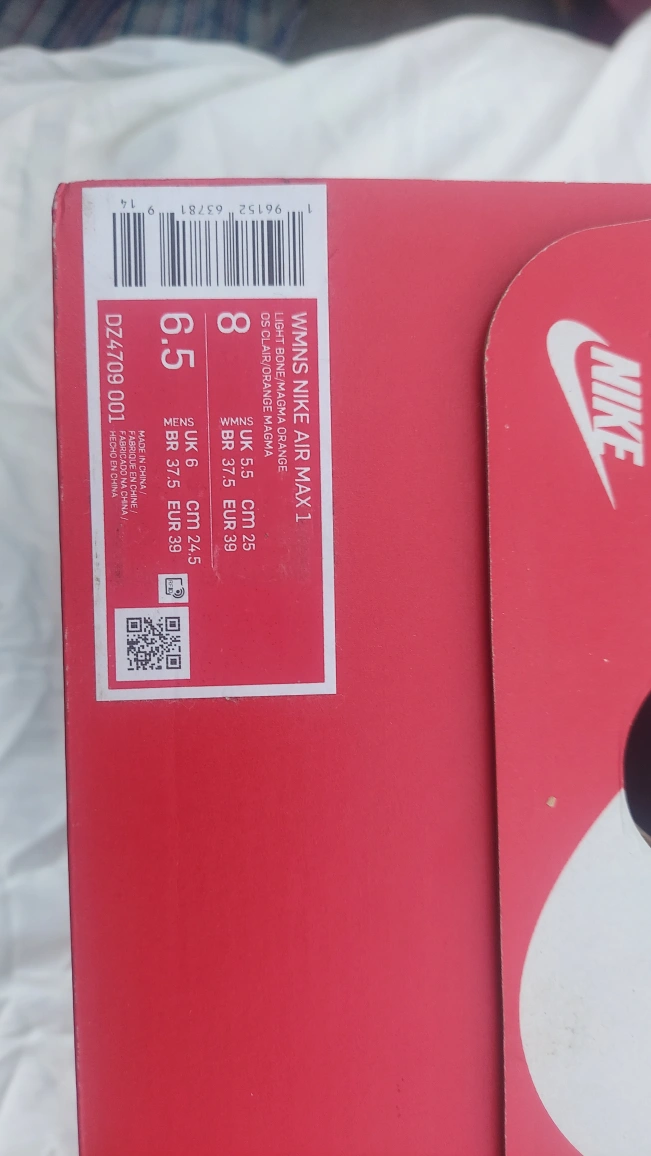 WMNS NIKE AIR MAX 1
LIGHT BONE/MAGMA ORANGE
OS CLAIR/ORANGE MAGMA
8
WMNS UK 5.5 cm 25
BR 37.5 EUR 39
6.5
MENS UK 6 cm 24.5
BR 37.5 EUR 39
DZ4709 001
MADE IN CHINA /
FABRIQUE EN CHINE /
FABRICADO NA CHINA /
HECHO EN CHINA
1 96152 63781 9 14
NIKE